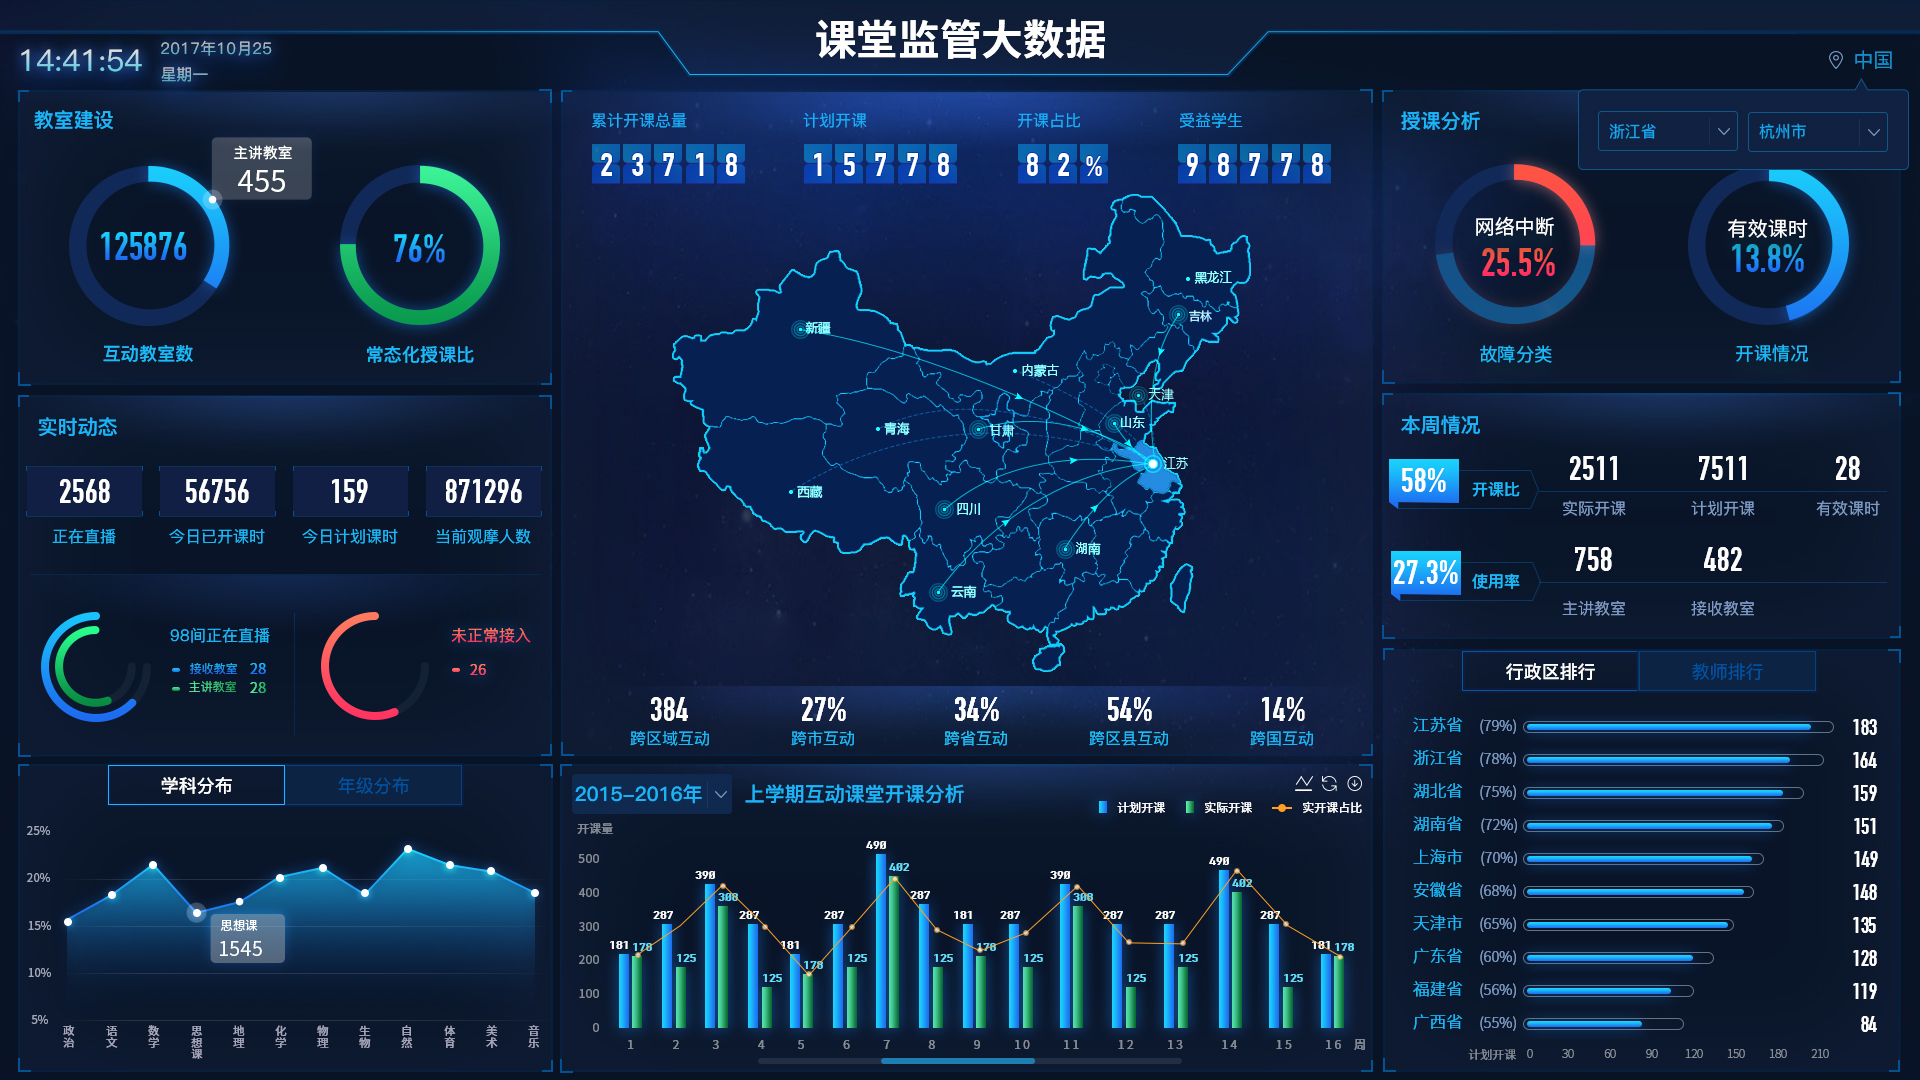 课堂监管大数据
14:41:54
2017年10月25
星期一
中国
浙江省
杭州市
教室建设
主讲教室
455
125876
76%
互动教室数
常态化授课比
累计开课总量
23718
计划开课
15778
开课占比
82%
受益学生
98778
授课分析
网络中断
25.5%
有效课时
13.8%
故障分类
开课情况
黑龙江
吉林
新疆
内蒙古
天津
山东
青海
甘肃
江苏
西藏
四川
湖南
云南
实时动态
2568
56756
159
871296
正在直播
今日已开课时
今日计划课时
当前观摩人数
98间正在直播
接收教室 28
主讲教室 28
未正常接入
26
384
27%
34%
54%
14%
跨区域互动
跨市互动
跨省互动
跨区县互动
跨国互动
本周情况
58%
开课比
2511
7511
28
实际开课
计划开课
有效课时
27.3%
使用率
758
482
主讲教室
接收教室
学科分布
年级分布
25%
20%
15%
10%
5%
思想课
1545
政治
语文
数学
思想课
地理
化学
物理
生物
自然
体育
美术
音乐
2015-2016年
上学期互动课堂开课分析
计划开课
实际开课
实开课占比
开课量
500
400
300
200
100
0
181 178
287 125
390 308
287 125
181 178
287 125
490 402
287 125
181 178
287 125
390 308
287 125
287 125
490 402
287 125
181 178
1 2 3 4 5 6 7 8 9 10 11 12 13 14 15 16 周
行政区排行
教师排行
江苏省 (79%) 183
浙江省 (78%) 164
湖北省 (75%) 159
湖南省 (72%) 151
上海市 (70%) 149
安徽省 (68%) 148
天津市 (65%) 135
广东省 (60%) 128
福建省 (56%) 119
广西省 (55%) 84
计划开课 0 30 60 90 120 150 180 210